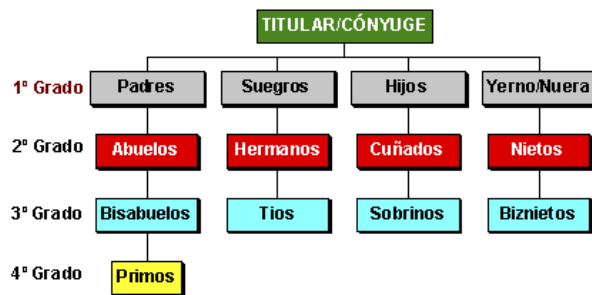 TITULAR/CÓNYUGE
1º Grado Padres Suegros Hijos Yerno/Nuera
2º Grado Abuelos Hermanos Cuñados Nietos
3º Grado Bisabuelos Tios Sobrinos Biznietos
4º Grado Primos